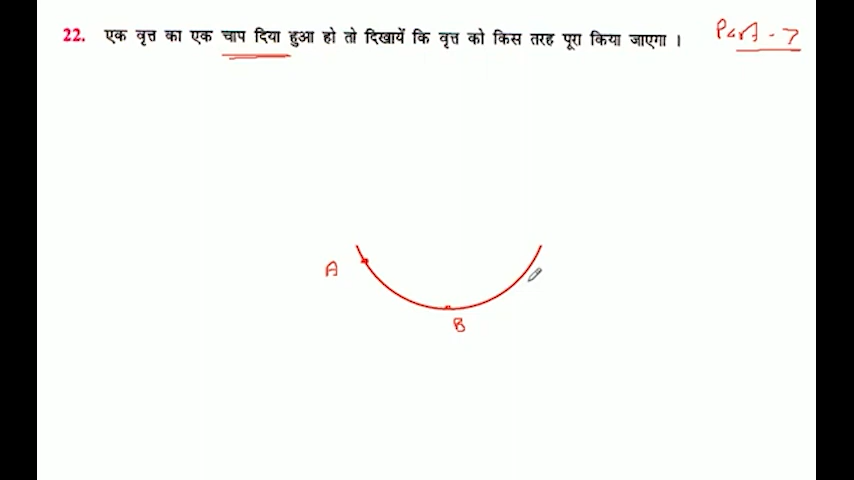 22. एक वृत्त का एक चाप दिया हुआ हो तो दिखायें कि वृत्त को किस तरह पूरा किया जाएगा ।
Part - 7
A
B